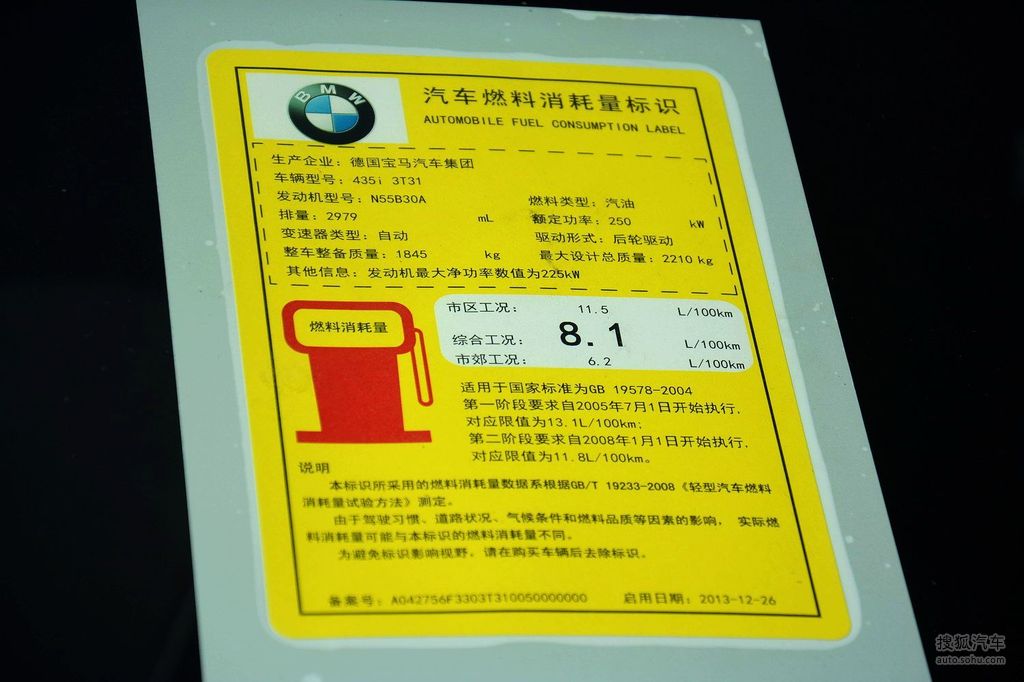 BMW
汽车燃料消耗量标识
AUTOMOBILE FUEL CONSUMPTION LABEL
生产企业：德国宝马汽车集团
车辆型号：435i 3T31
发动机型号：N55B30A 燃料类型：汽油
排量：2979 mL 额定功率：250 kW
变速器类型：自动 驱动形式：后轮驱动
整车整备质量：1845 kg 最大设计总质量：2210 kg
其他信息：发动机最大净功率数值为225kW
燃料消耗量
市区工况： 11.5 L/100km
综合工况： 8.1 L/100km
市郊工况： 6.2 L/100km
适用于国家标准为GB 19578-2004
第一阶段要求自2005年7月1日开始执行，
对应限值为13.1L/100km；
第二阶段要求自2008年1月1日开始执行，
对应限值为11.8L/100km。
说明
本标识所采用的燃料消耗量数据系根据GB/T 19233-2008《轻型汽车燃料
消耗量试验方法》测定。
由于驾驶习惯、道路状况、气候条件和燃料品质等因素的影响， 实际燃
料消耗量可能与本标识的燃料消耗量不同。
为避免标识影响视野，请在购买车辆后去除标识。
备案号：A042756F3303T310050000000 启用日期：2013-12-26
搜狐汽车
auto.sohu.com